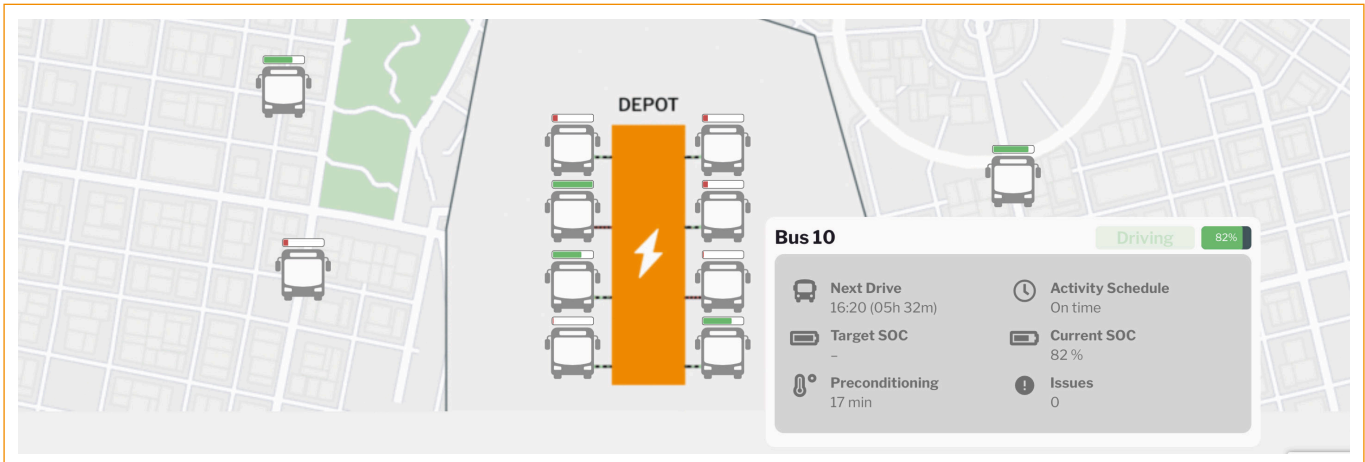 DEPOT
Bus 10
Driving
82%
Next Drive
16:20 (05h 32m)
Activity Schedule
On time
Target SOC
–
Current SOC
82 %
Preconditioning
17 min
Issues
0